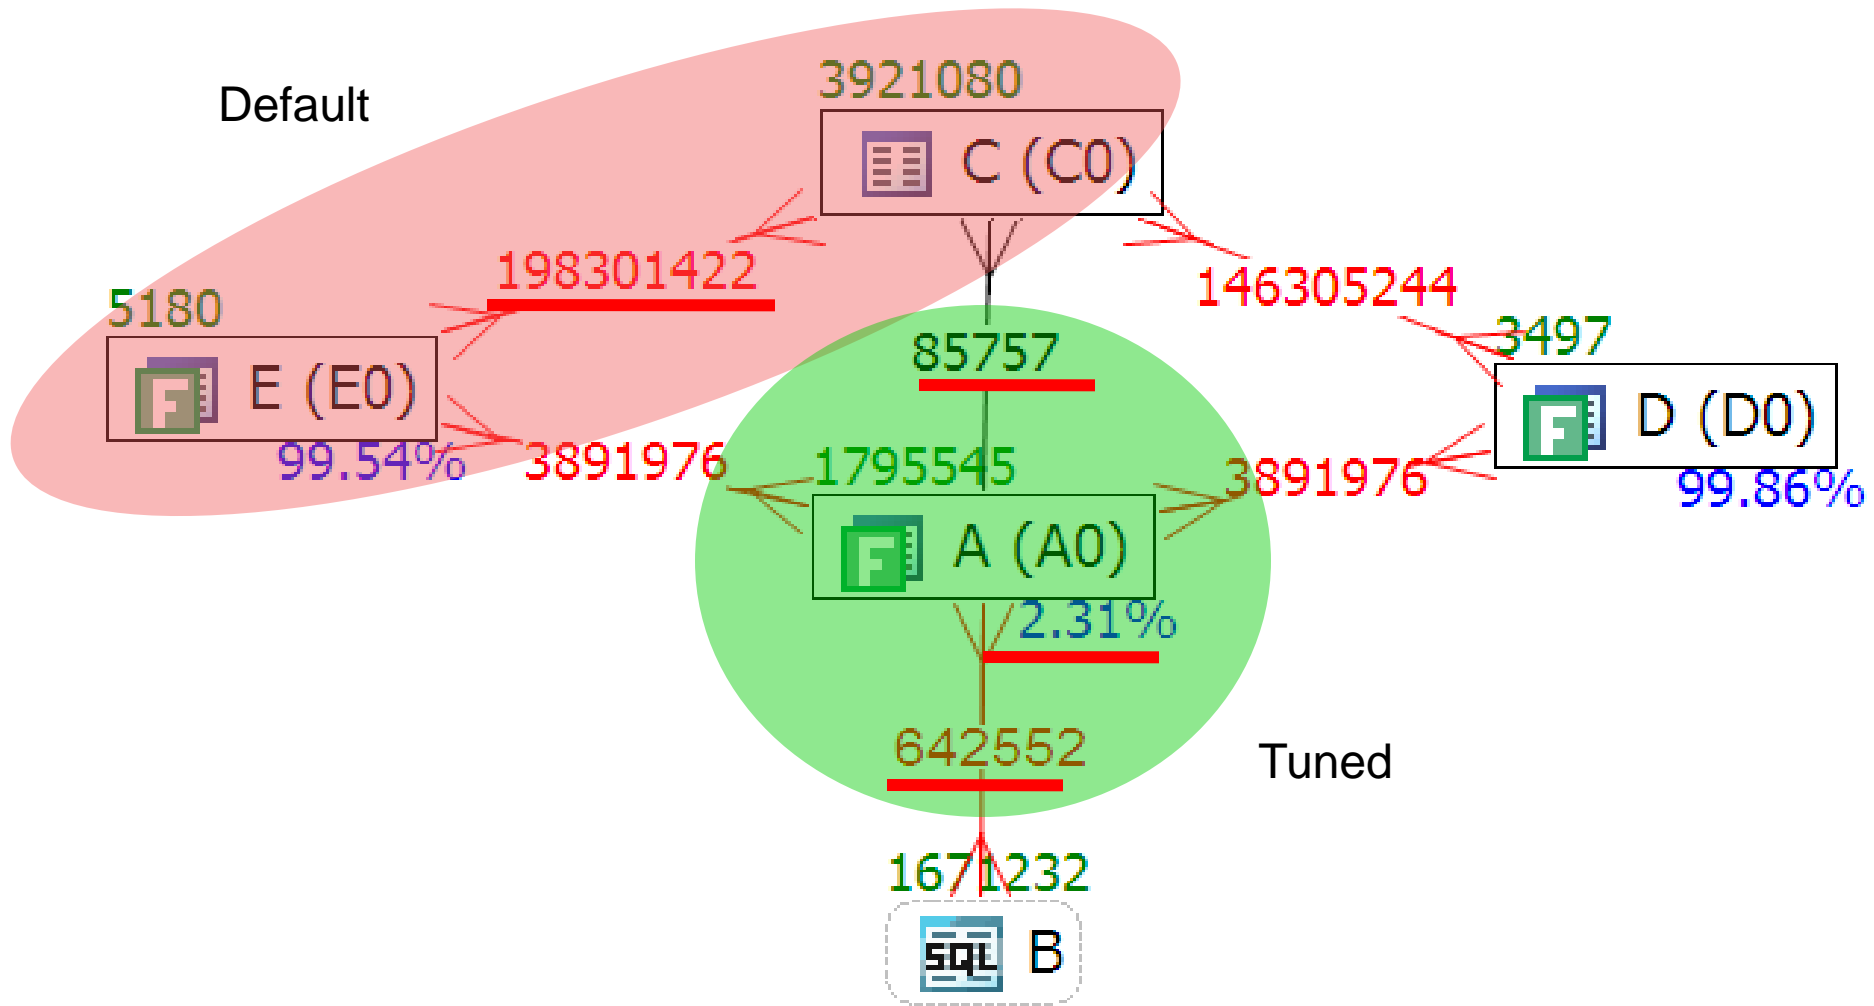 Default
3921080
C (C0)
198301422
146305244
5180
E (E0)
99.54%
85757
3497
D (D0)
99.86%
3891976
1795545
3891976
F
A (A0)
F
F
2.31%
642552
Tuned
1671232
SQL B